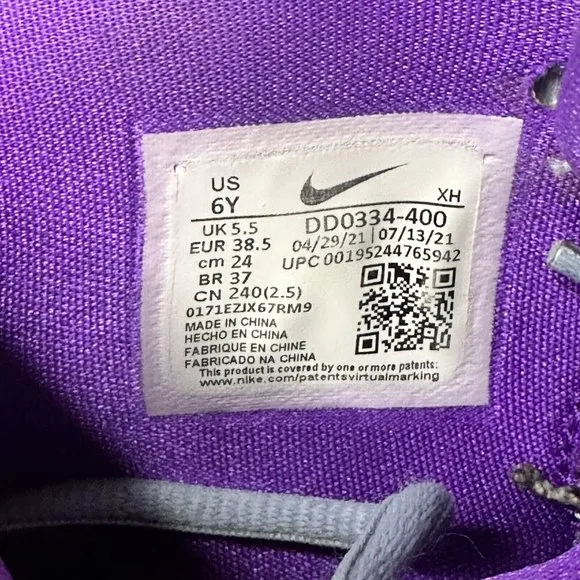 US
6Y
XH
UK 5.5
DD0334-400
EUR 38.5
04/29/21 | 07/13/21
cm 24
UPC 00195244765942
BR 37
CN 240(2.5)
0171EZJX67RM9
MADE IN CHINA
HECHO EN CHINA
FABRIQUE EN CHINE
FABRICADO NA CHINA
This product is covered by one or more patents:
www.nike.com/patentsvirtualmarking